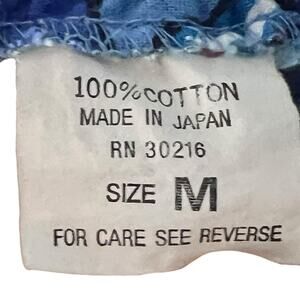 100% COTTON
MADE IN JAPAN
RN 30216
SIZE M
FOR CARE SEE REVERSE